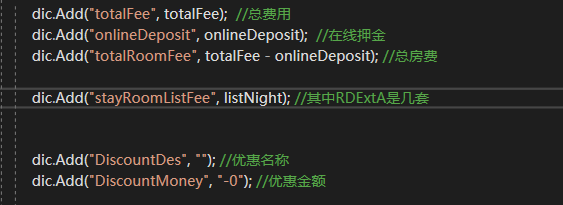 dic.Add("totalFee", totalFee); //总费用
dic.Add("onlineDeposit", onlineDeposit); //在线押金
dic.Add("totalRoomFee", totalFee - onlineDeposit); //总房费
dic.Add("stayRoomListFee", listNight); //其中RDExtA是几套
dic.Add("DiscountDes", ""); //优惠名称
dic.Add("DiscountMoney", "-0"); //优惠金额